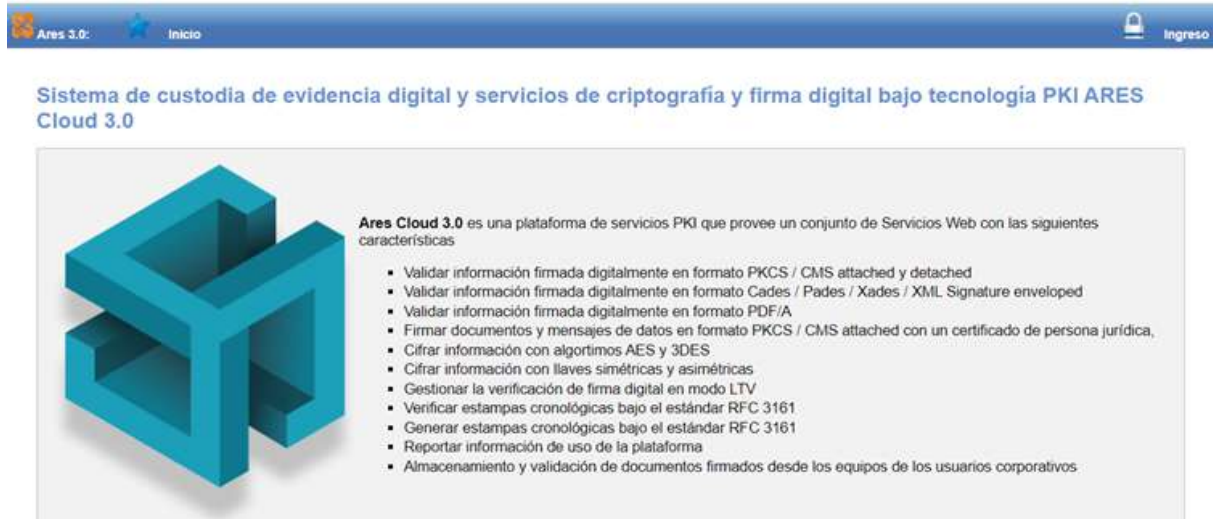 Ares 3.0:
Inicio
Ingreso
Sistema de custodia de evidencia digital y servicios de criptografía y firma digital bajo tecnología PKI ARES
Cloud 3.0
Ares Cloud 3.0 es una plataforma de servicios PKI que provee un conjunto de Servicios Web con las siguientes
características
▪ Validar información firmada digitalmente en formato PKCS / CMS attached y detached
▪ Validar información firmada digitalmente en formato Cades / Pades / Xades / XML Signature enveloped
▪ Validar información firmada digitalmente en formato PDF/A
▪ Firmar documentos y mensajes de datos en formato PKCS / CMS attached con un certificado de persona jurídica,
▪ Cifrar información con algortimos AES y 3DES
▪ Cifrar información con llaves simétricas y asimétricas
▪ Gestionar la verificación de firma digital en modo LTV
▪ Verificar estampas cronológicas bajo el estándar RFC 3161
▪ Generar estampas cronológicas bajo el estándar RFC 3161
▪ Reportar información de uso de la plataforma
▪ Almacenamiento y validación de documentos firmados desde los equipos de los usuarios corporativos